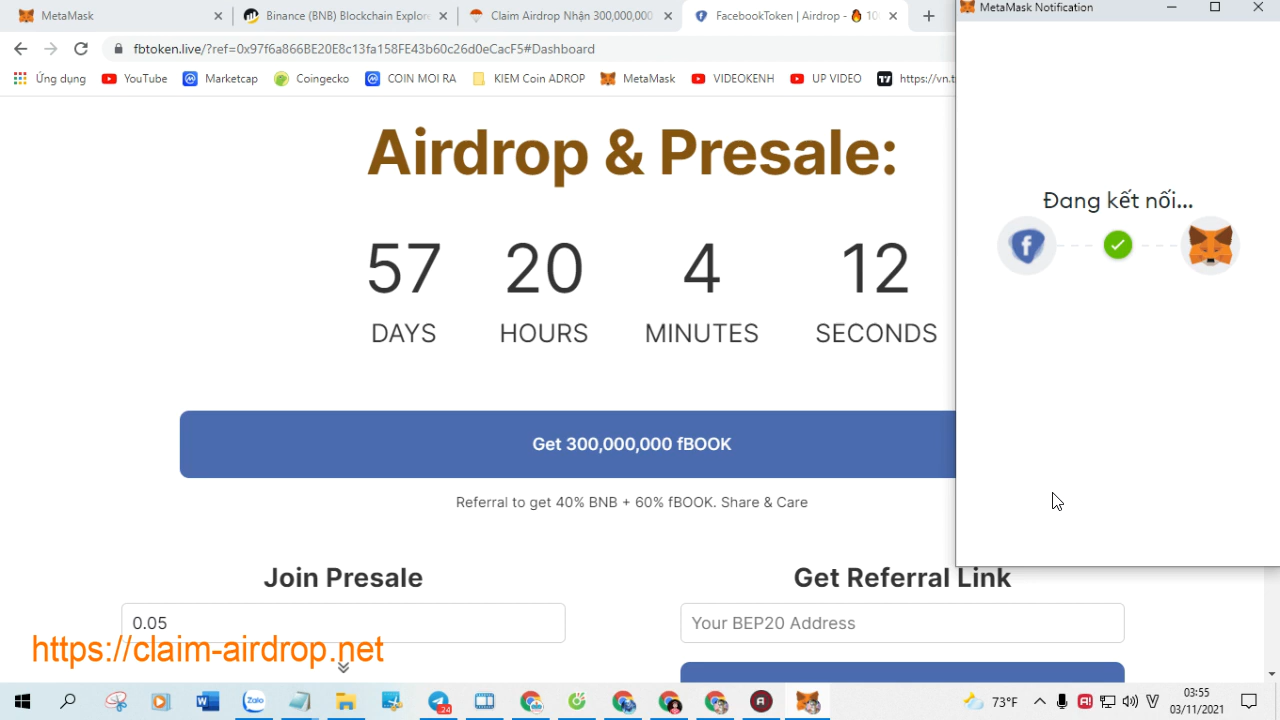 MetaMask
Binance (BNB) Blockchain Explore
Claim Airdrop Nhận 300,000,000
FacebookToken | Airdrop - 🔥 10
MetaMask Notification
fbtoken.live/?ref=0x97f6a866BE20E8c13fa158FE43b60c26d0eCacF5#Dashboard
Ứng dụng
YouTube
Marketcap
Coingecko
COIN MOI RA
KIEM Coin ADROP
MetaMask
VIDEOKENH
UP VIDEO
https://vn.t
Airdrop & Presale:
Đang kết nối...
57 20 4 12
DAYS HOURS MINUTES SECONDS
Get 300,000,000 fBOOK
Referral to get 40% BNB + 60% fBOOK. Share & Care
Join Presale
Get Referral Link
0.05
Your BEP20 Address
https://claim-airdrop.net
Zalo
24
73°F
03:55
03/11/2021